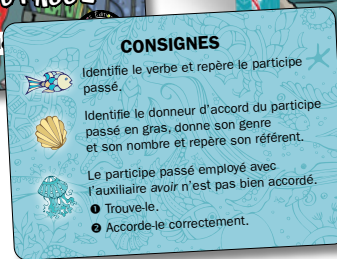 CONSIGNES
Identifie le verbe et repère le participe
passé.
Identifie le donneur d'accord du participe
passé en gras, donne son genre
et son nombre et repère son référent.
Le participe passé employé avec
l'auxiliaire avoir n'est pas bien accordé.
❶ Trouve-le.
❷ Accorde-le correctement.